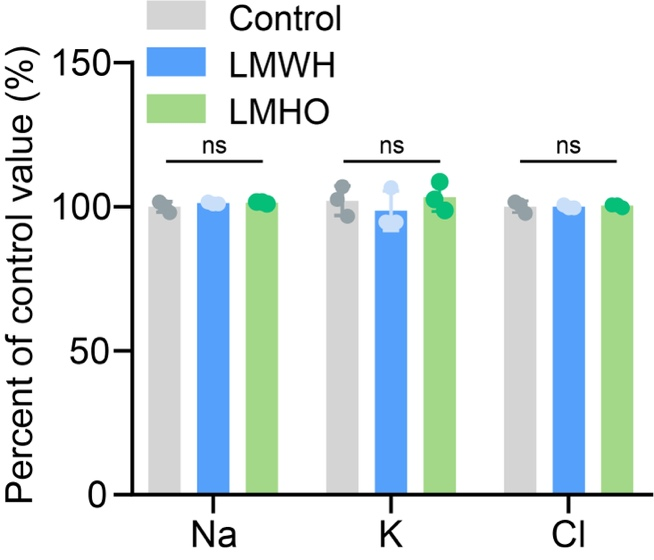 Control
LMWH
LMHO
Percent of control value (%)
150
100
50
0
ns
ns
ns
Na
K
Cl